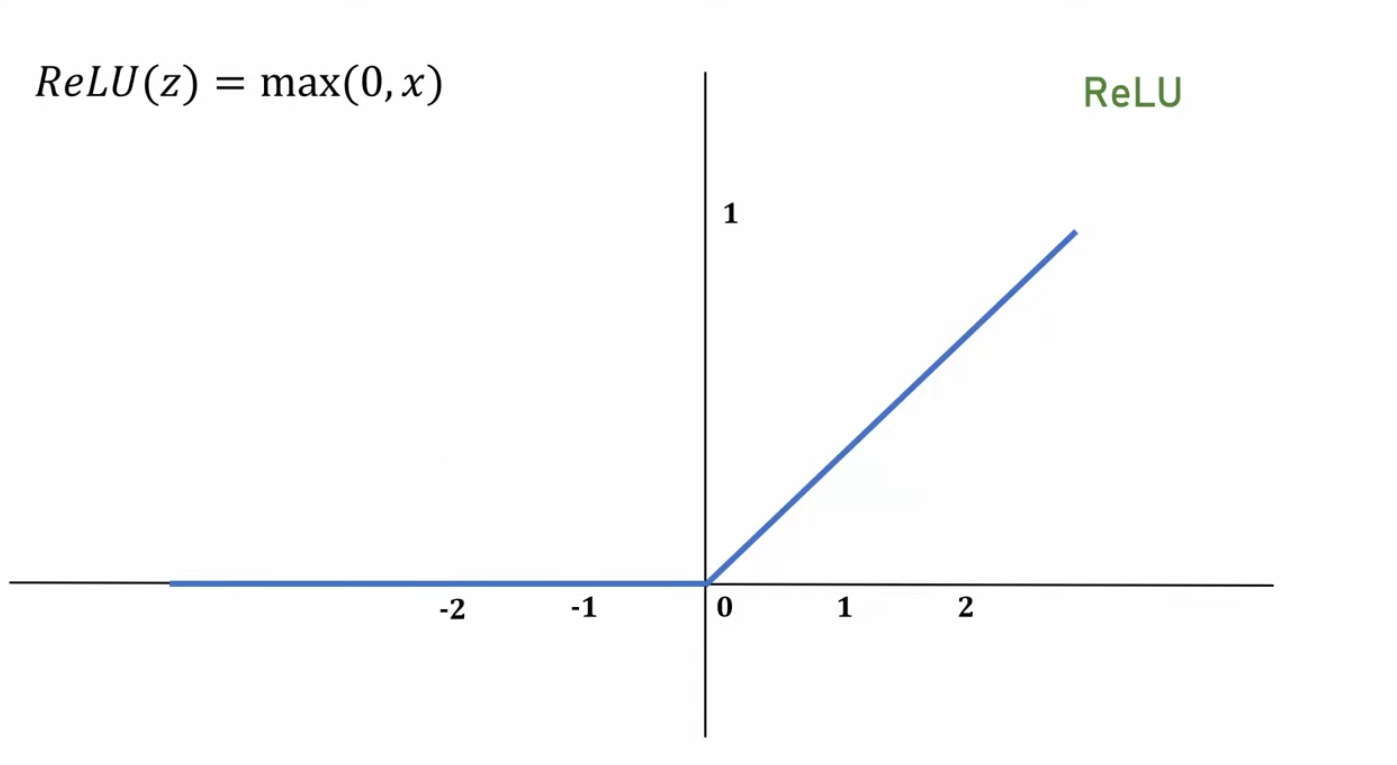 ReLU(z) = max(0, x)
ReLU
1
-2 -1 0 1 2